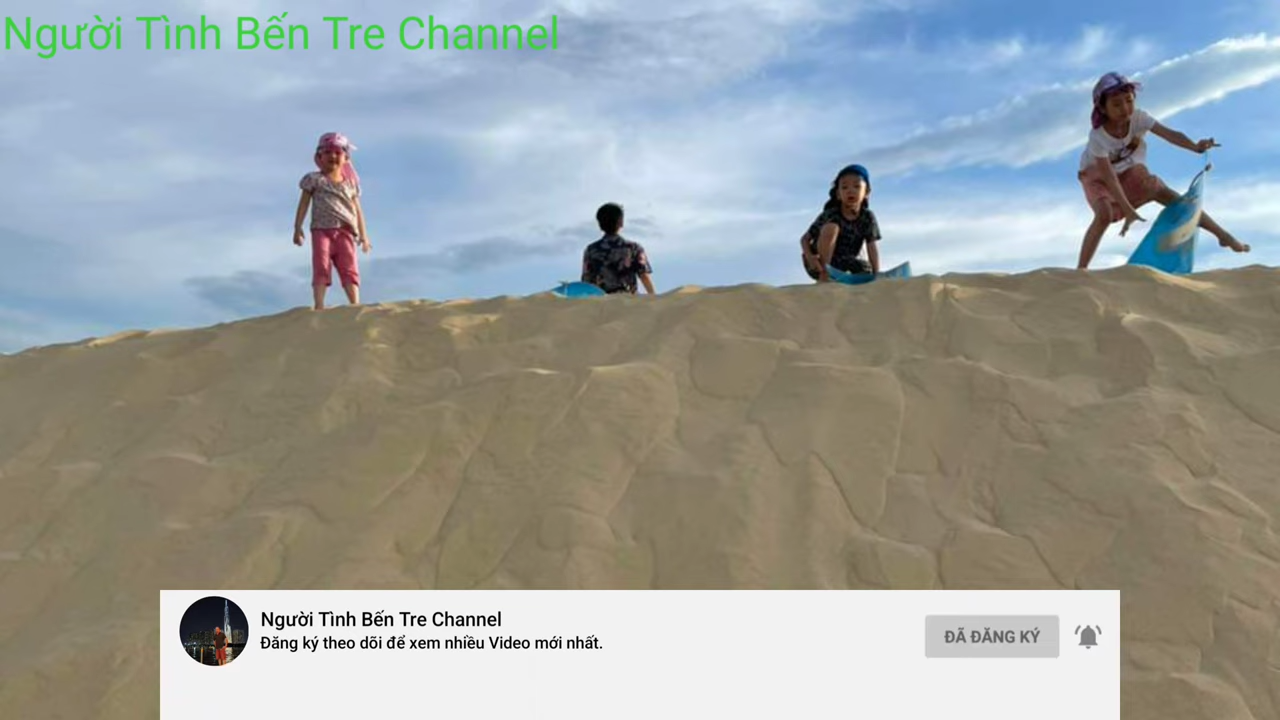 Người Tình Bến Tre Channel
Người Tình Bến Tre Channel
Đăng ký theo dõi để xem nhiều Video mới nhất.
ĐÃ ĐĂNG KÝ